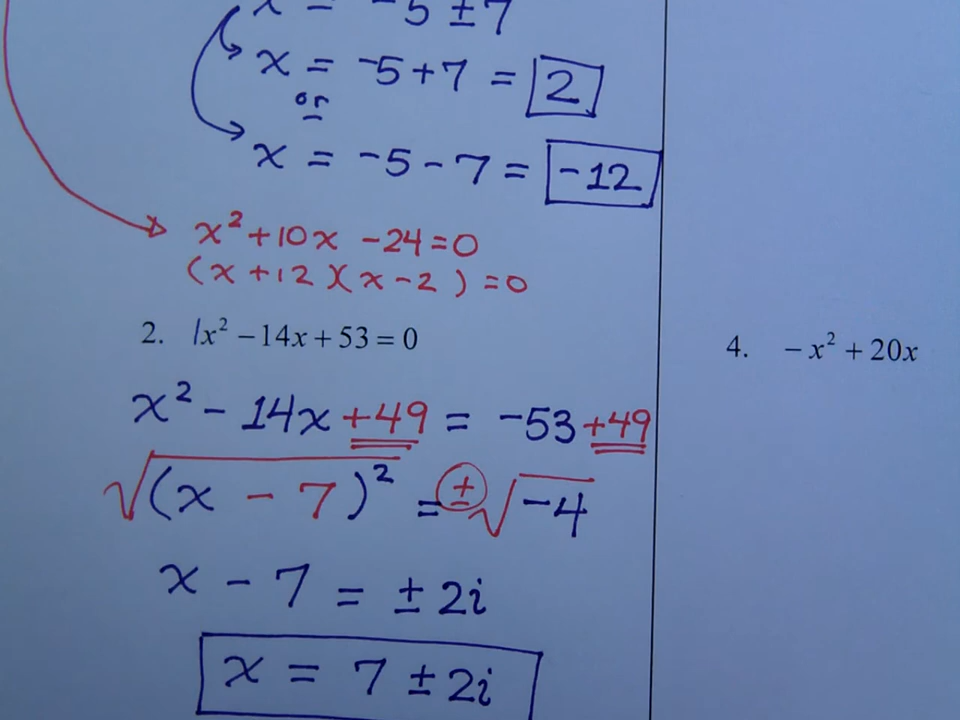 x = -5 ± 7
x = -5 + 7 = 2
or
x = -5 - 7 = -12
x² + 10x - 24 = 0
(x + 12)(x - 2) = 0
2. 1x² - 14x + 53 = 0
x² - 14x + 49 = -53 + 49
√(x - 7)² = ± √-4
x - 7 = ± 2i
x = 7 ± 2i
4. -x² + 20x